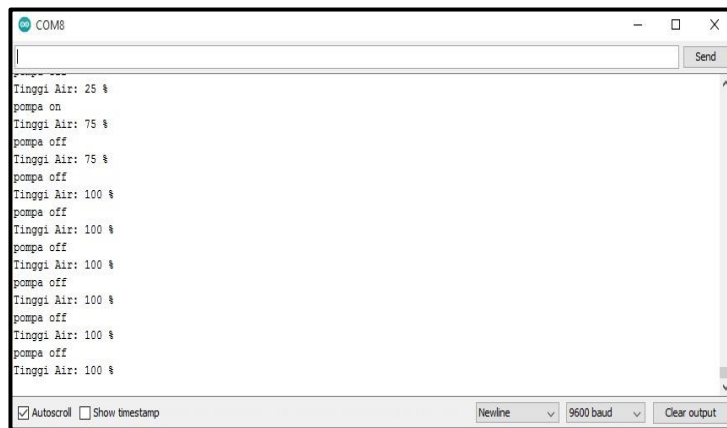 COM8
Send
Tinggi Air: 25 %
pompa on
Tinggi Air: 75 %
pompa off
Tinggi Air: 75 %
pompa off
Tinggi Air: 100 %
pompa off
Tinggi Air: 100 %
pompa off
Tinggi Air: 100 %
pompa off
Tinggi Air: 100 %
pompa off
Tinggi Air: 100 %
pompa off
Tinggi Air: 100 %
Autoscroll Show timestamp Newline 9600 baud Clear output